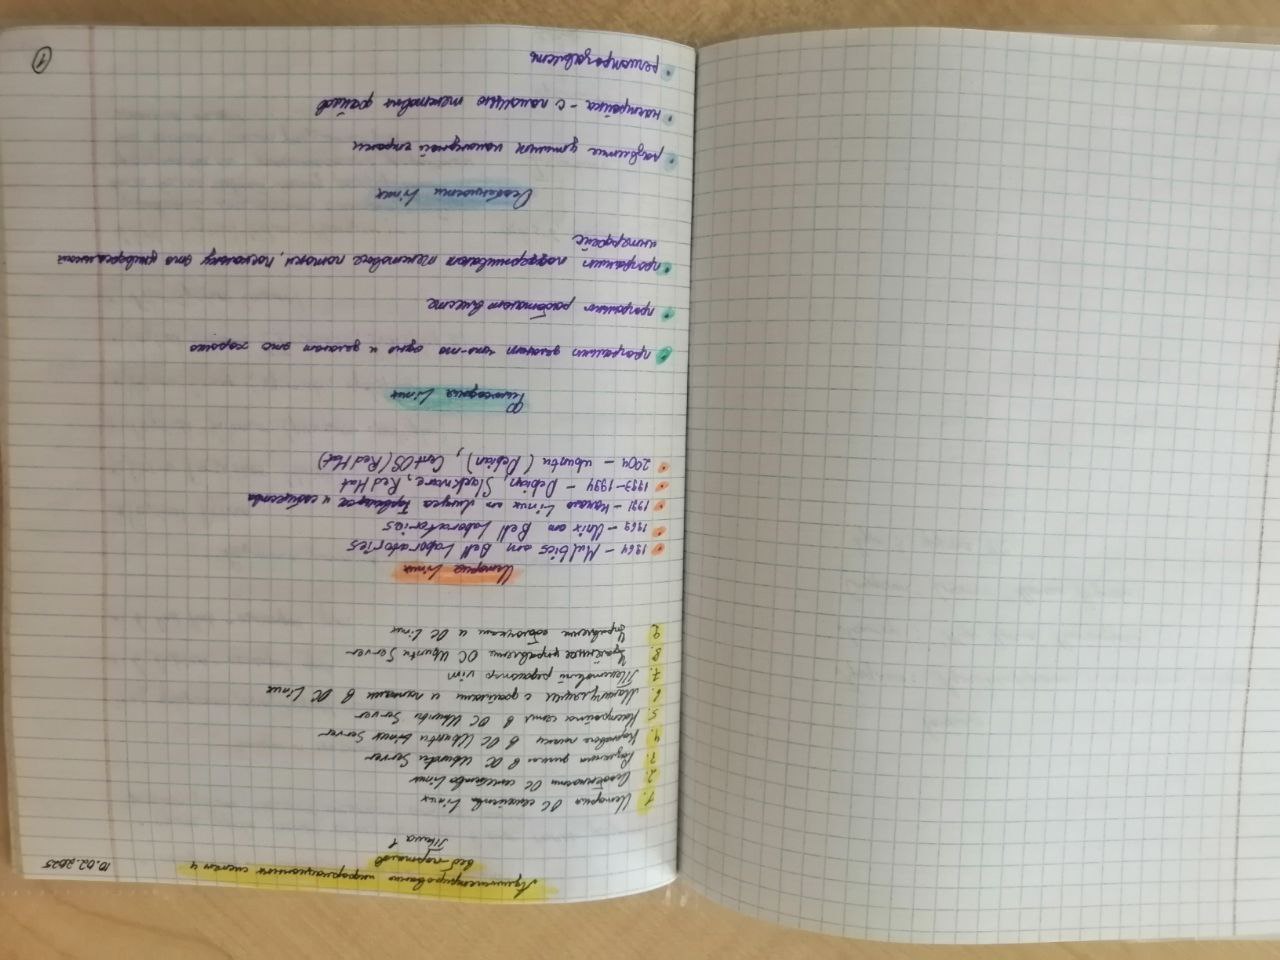 Администрирование информационных систем и
веб-порталов
10.02.2025
Тема 1
1. История ОС семейства Linux
2. Особенности ОС семейства Linux
3. Разметка диска в ОС Ubuntu Server
4. Корневые папки в ОС Ubuntu Linux Server
5. Настройка сети в ОС Ubuntu Server
6. Манипуляции с файлами и папками в ОС Linux
7. Текстовый редактор vim
8. Удалённое управление ОС Ubuntu Server
9. Управление оболочкой и ОС Linux
История Linux
• 1964 – Multics от Bell Laboratories
• 1969 – Unix от Bell Laboratories
• 1991 – начало Linux от Линуса Торвальдса и сообщества
• 1993-1994 – Debian, Slackware, Red Hat
• 2004 – ubuntu (Debian), CentOS (Red Hat)
Философия Linux
• программы делают что-то одно и делают это хорошо
• программы работают вместе
• программы поддерживают текстовые потоки, поскольку это универсальный
интерфейс
Особенности Linux
• развитие утилит командной строки
• настройка – с помощью текстовых файлов
• регистрозависть
1